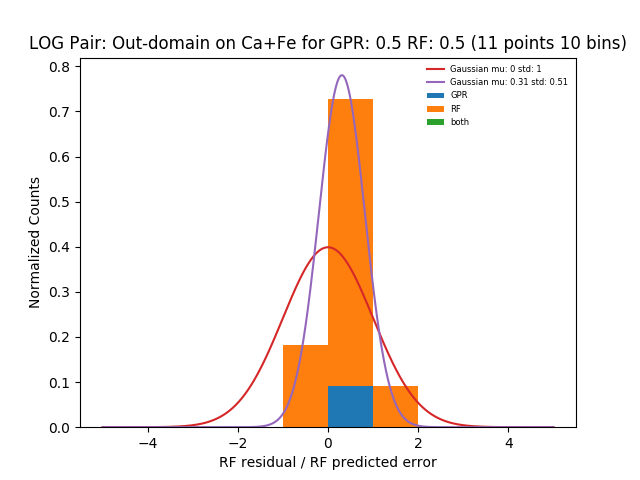 LOG Pair: Out-domain on Ca+Fe for GPR: 0.5 RF: 0.5 (11 points 10 bins)
Gaussian mu: 0 std: 1
Gaussian mu: 0.31 std: 0.51
GPR
RF
both
Normalized Counts
0.8
0.7
0.6
0.5
0.4
0.3
0.2
0.1
0.0
−4 −2 0 2 4
RF residual / RF predicted error